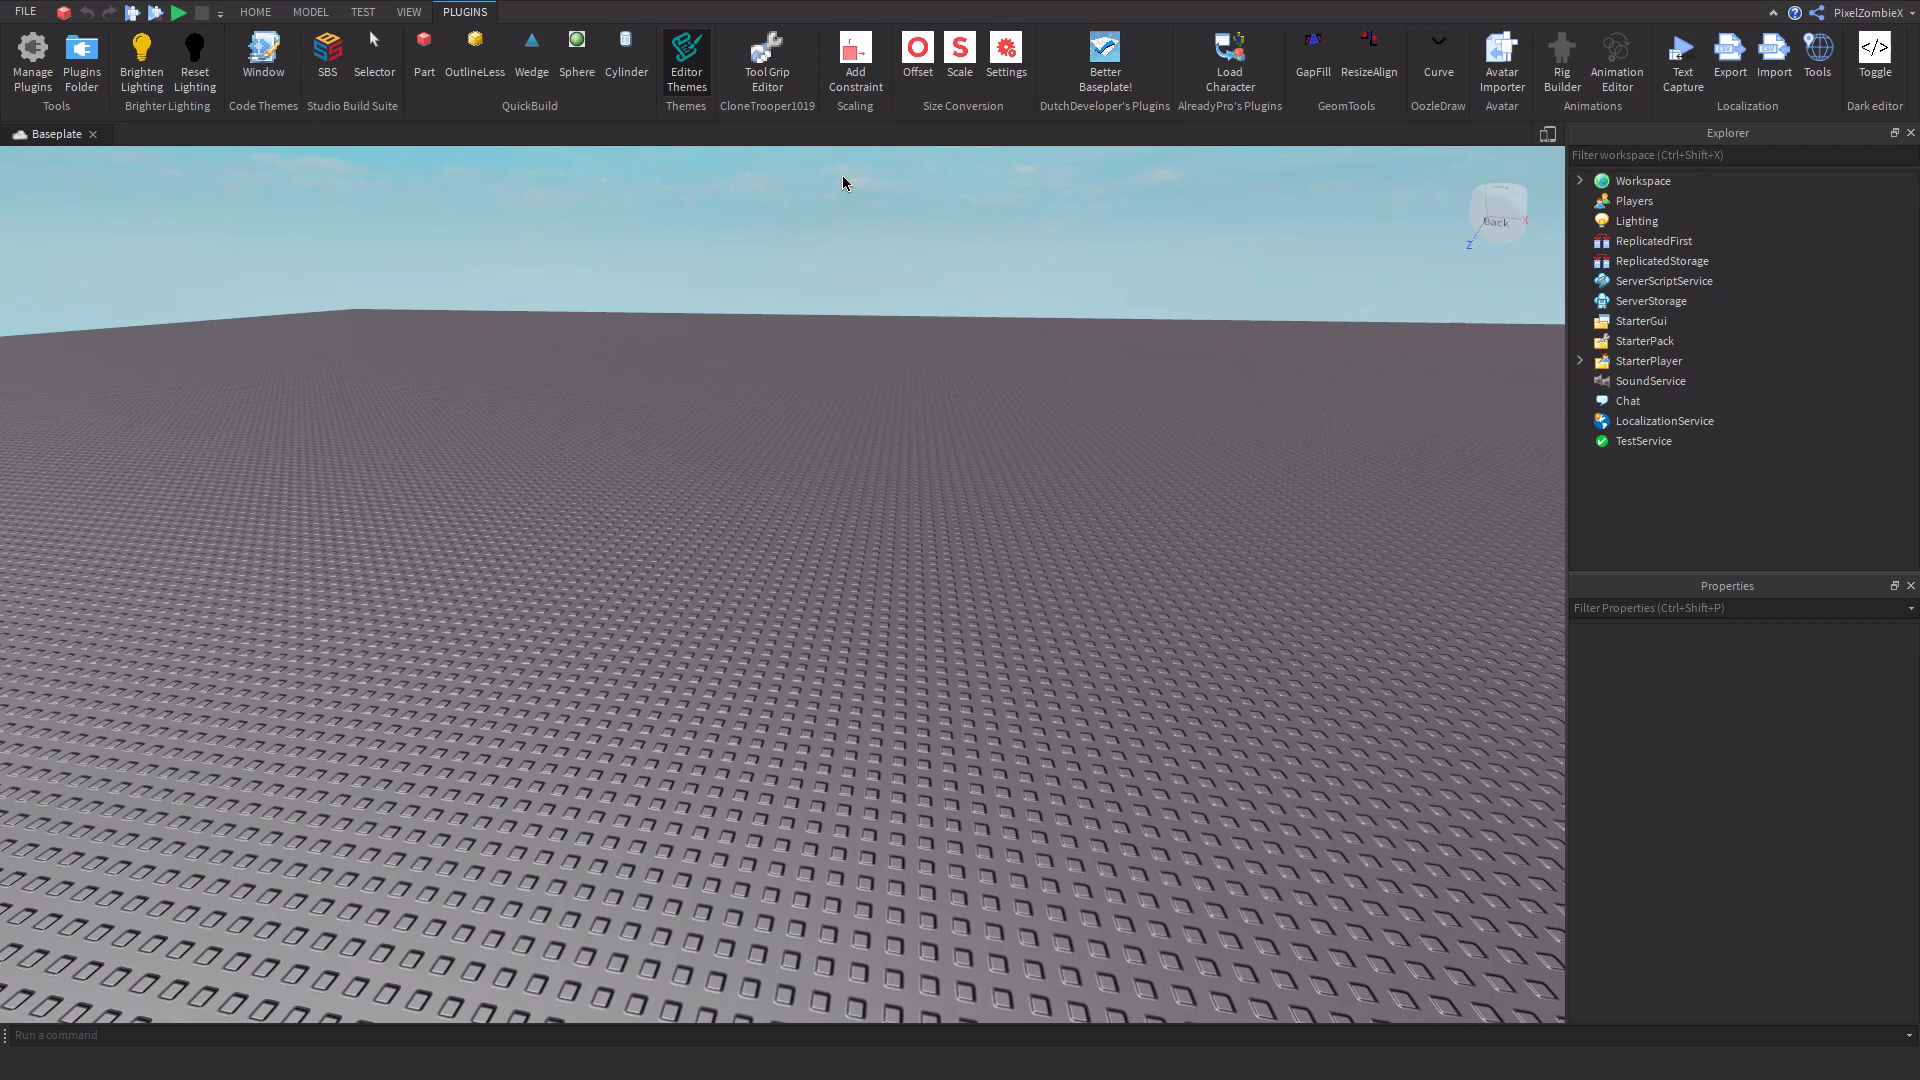 FILE HOME MODEL TEST VIEW PLUGINS PixelZombieX
Manage Plugins
Plugins Folder
Tools
Brighten Lighting
Reset Lighting
Brighter Lighting
Window
Code Themes
SBS
Selector
Studio Build Suite
Part
OutlineLess
Wedge
Sphere
Cylinder
QuickBuild
Editor Themes
Themes
Tool Grip Editor
CloneTrooper1019
Add Constraint
Scaling
O
Offset
S
Scale
Settings
Size Conversion
Better Baseplate!
DutchDeveloper's Plugins
Load Character
AlreadyPro's Plugins
GapFill
ResizeAlign
GeomTools
Curve
OozleDraw
Avatar Importer
Avatar
Rig Builder
Animation Editor
Animations
Text Capture
CSV
Export
CSV
Import
Tools
Localization
</>
Toggle
Dark editor
Baseplate
Back
X
Z
Explorer
Filter workspace (Ctrl+Shift+X)
Workspace
Players
Lighting
ReplicatedFirst
ReplicatedStorage
ServerScriptService
ServerStorage
StarterGui
StarterPack
StarterPlayer
SoundService
Chat
LocalizationService
TestService
Properties
Filter Properties (Ctrl+Shift+P)
Run a command